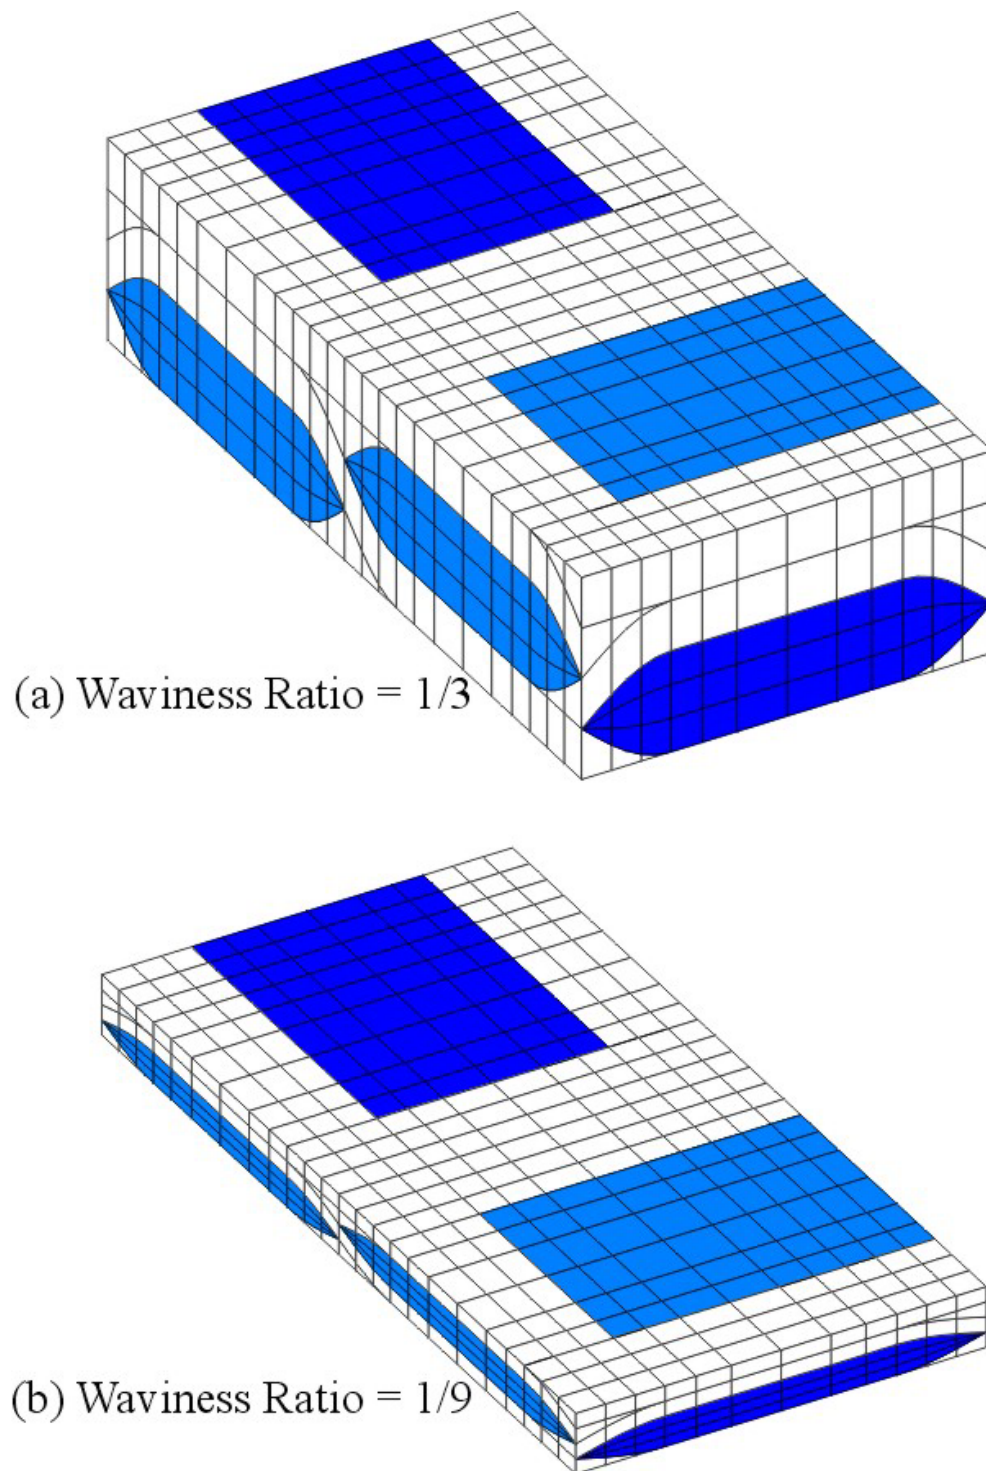 (a) Waviness Ratio = 1/3
(b) Waviness Ratio = 1/9